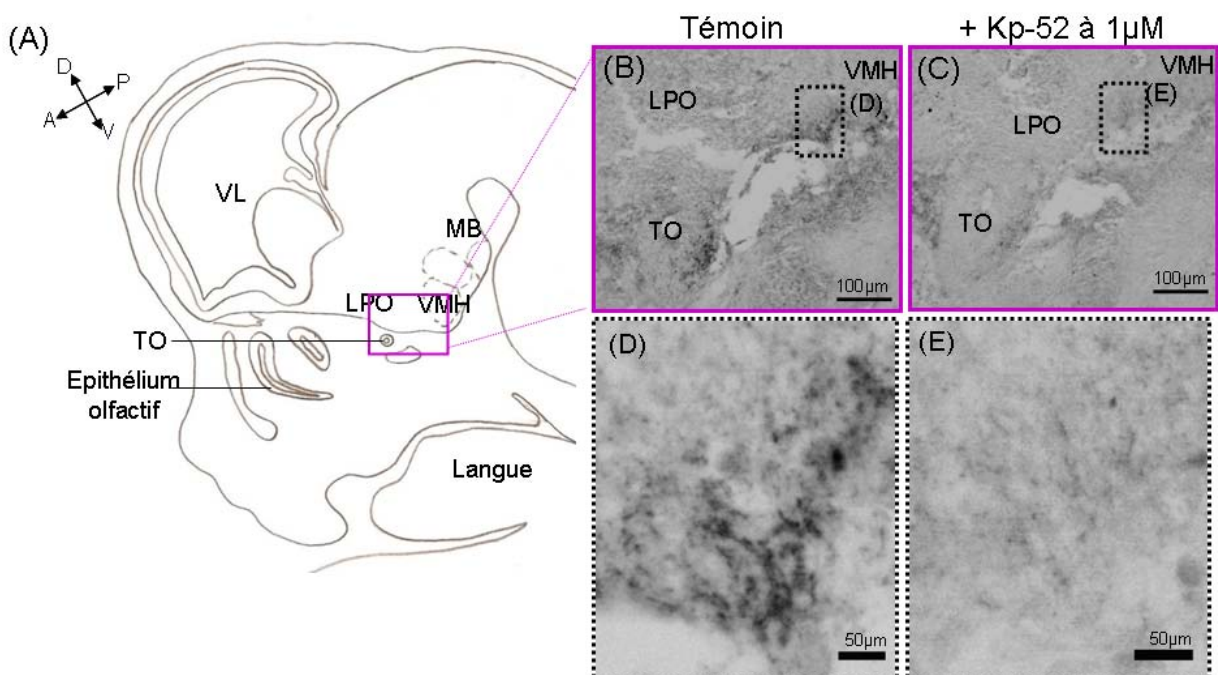 (A)
D
P
A
V
VL
MB
LPO
VMH
TO
Epithélium
olfactif
Langue
Témoin
+ Kp-52 à 1µM
(B)
LPO
VMH
(D)
TO
100µm
(C)
VMH
(E)
LPO
TO
100µm
(D)
50µm
(E)
50µm